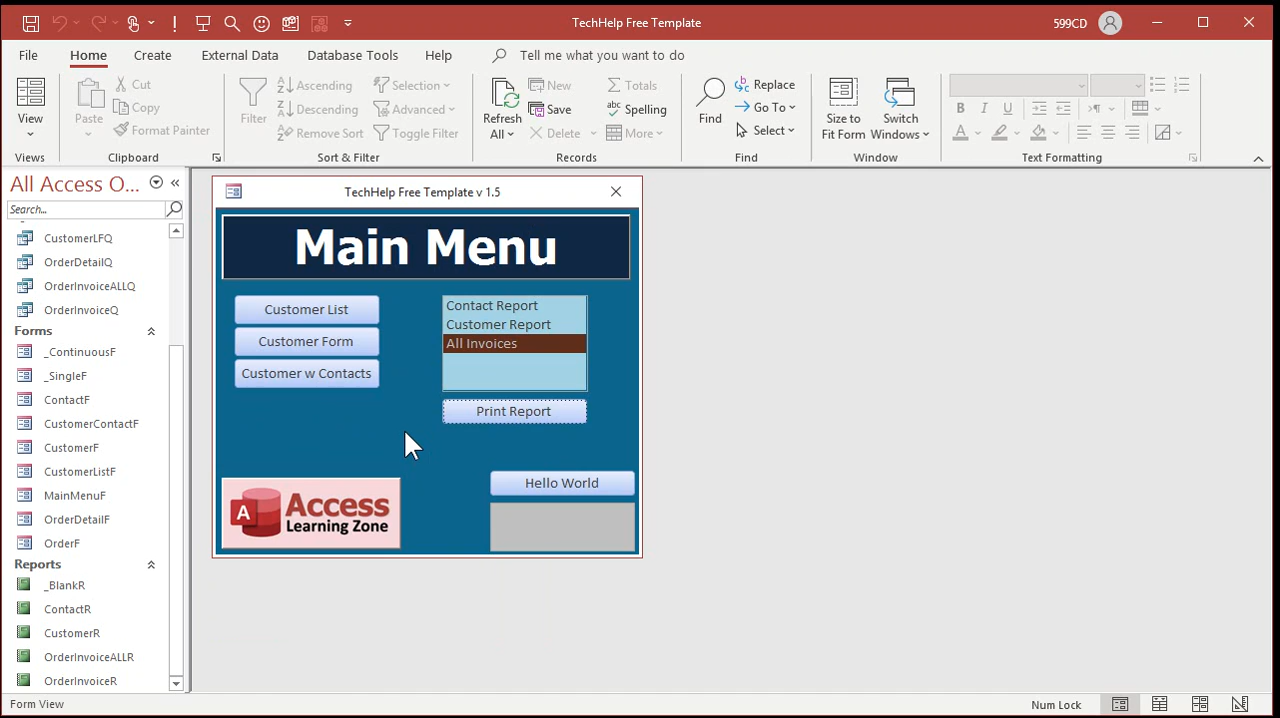 TechHelp Free Template
599CD
File
Home
Create
External Data
Database Tools
Help
Tell me what you want to do
View
Views
Paste
Cut
Copy
Format Painter
Clipboard
Filter
Ascending
Descending
Remove Sort
Selection
Advanced
Sort & Filter
Refresh
All
New
Save
Delete
Totals
Spelling
More
Records
Find
Replace
Go To
Select
Find
Size to
Fit Form
Switch
Windows
Window
B I U
A
Text Formatting
All Access O...
Search...
CustomerLFQ
OrderDetailQ
OrderInvoiceALLQ
OrderInvoiceQ
Forms
_ContinuousF
_SingleF
ContactF
CustomerContactF
CustomerF
CustomerListF
MainMenuF
OrderDetailF
OrderF
Reports
_BlankR
ContactR
CustomerR
OrderInvoiceALLR
OrderInvoiceR
TechHelp Free Template v 1.5
Main Menu
Customer List
Customer Form
Customer w Contacts
Contact Report
Customer Report
All Invoices
Print Report
Hello World
A
Access
Learning Zone
Form View
Num Lock